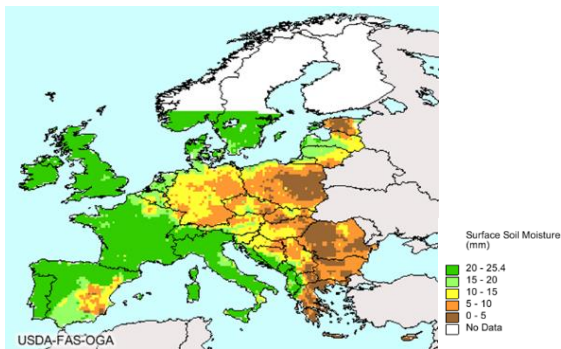 Surface Soil Moisture
(mm)
20 - 25.4
15 - 20
10 - 15
5 - 10
0 - 5
No Data
USDA-FAS-OGA